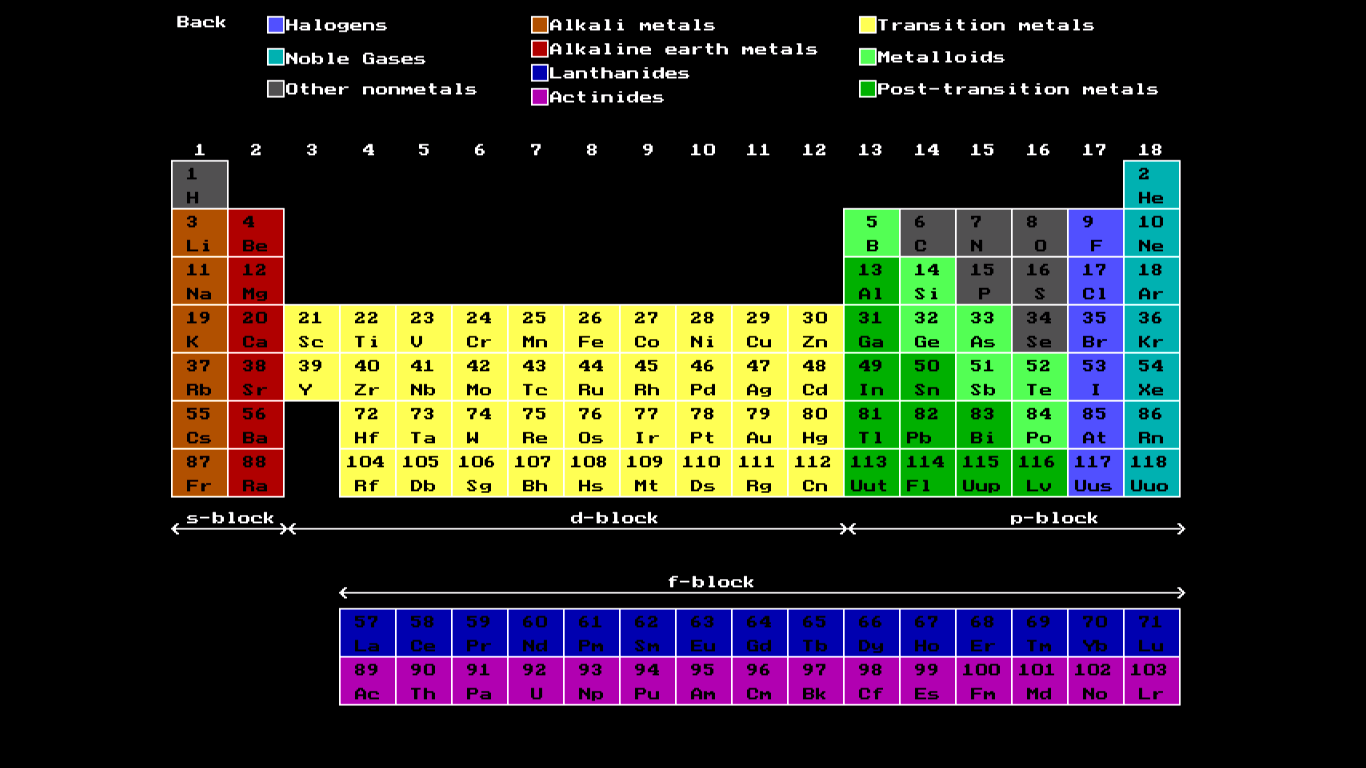 Back
Halogens Alkali metals Transition metals
Alkaline earth metals
Noble Gases Metalloids
Lanthanides
Other nonmetals Post-transition metals
Actinides
1 2 3 4 5 6 7 8 9 10 11 12 13 14 15 16 17 18
1 2
H He
3 4 5 6 7 8 9 10
Li Be B C N O F Ne
11 12 13 14 15 16 17 18
Na Mg Al Si P S Cl Ar
19 20 21 22 23 24 25 26 27 28 29 30 31 32 33 34 35 36
K Ca Sc Ti V Cr Mn Fe Co Ni Cu Zn Ga Ge As Se Br Kr
37 38 39 40 41 42 43 44 45 46 47 48 49 50 51 52 53 54
Rb Sr Y Zr Nb Mo Tc Ru Rh Pd Ag Cd In Sn Sb Te I Xe
55 56 72 73 74 75 76 77 78 79 80 81 82 83 84 85 86
Cs Ba Hf Ta W Re Os Ir Pt Au Hg Tl Pb Bi Po At Rn
87 88 104 105 106 107 108 109 110 111 112 113 114 115 116 117 118
Fr Ra Rf Db Sg Bh Hs Mt Ds Rg Cn Uut Fl Uup Lv Uus Uuo
s-block d-block p-block
f-block
57 58 59 60 61 62 63 64 65 66 67 68 69 70 71
La Ce Pr Nd Pm Sm Eu Gd Tb Dy Ho Er Tm Yb Lu
89 90 91 92 93 94 95 96 97 98 99 100 101 102 103
Ac Th Pa U Np Pu Am Cm Bk Cf Es Fm Md No Lr